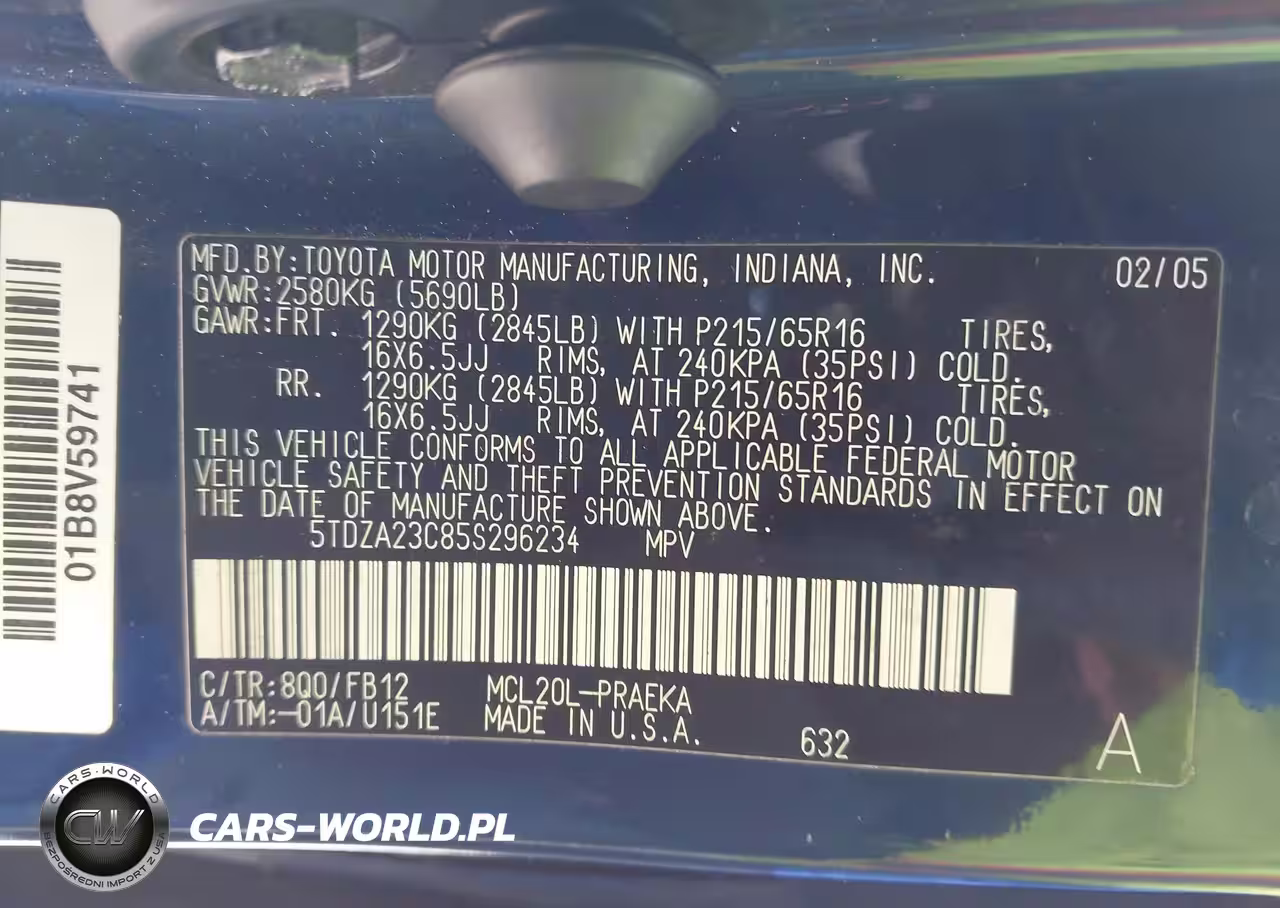 MFD.BY:TOYOTA MOTOR MANUFACTURING, INDIANA, INC. 02/05
GVWR:2580KG (5690LB)
GAWR:FRT. 1290KG (2845LB) WITH P215/65R16 TIRES,
16X6.5JJ RIMS, AT 240KPA (35PSI) COLD.
RR. 1290KG (2845LB) WITH P215/65R16 TIRES,
16X6.5JJ RIMS, AT 240KPA (35PSI) COLD.
THIS VEHICLE CONFORMS TO ALL APPLICABLE FEDERAL MOTOR
VEHICLE SAFETY AND THEFT PREVENTION STANDARDS IN EFFECT ON
THE DATE OF MANUFACTURE SHOWN ABOVE.
5TDZA23C85S296234 MPV
C/TR:8Q0/FB12 MCL20L-PRAEKA
A/TM:-01A/U151E MADE IN U.S.A. 632 A
01B8V59741
CARS-WORLD
CW
BEZPOŚREDNI IMPORT Z USA
CARS-WORLD.PL